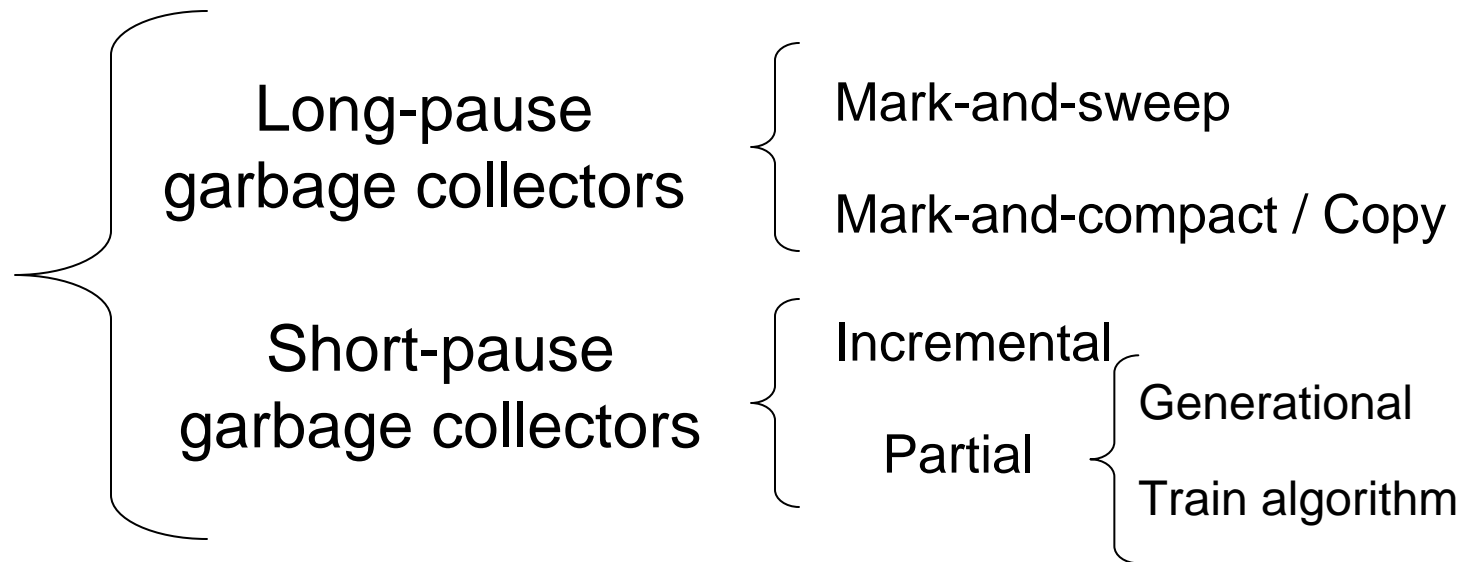 Long-pause
garbage collectors
Mark-and-sweep
Mark-and-compact / Copy
Short-pause
garbage collectors
Incremental
Partial
Generational
Train algorithm